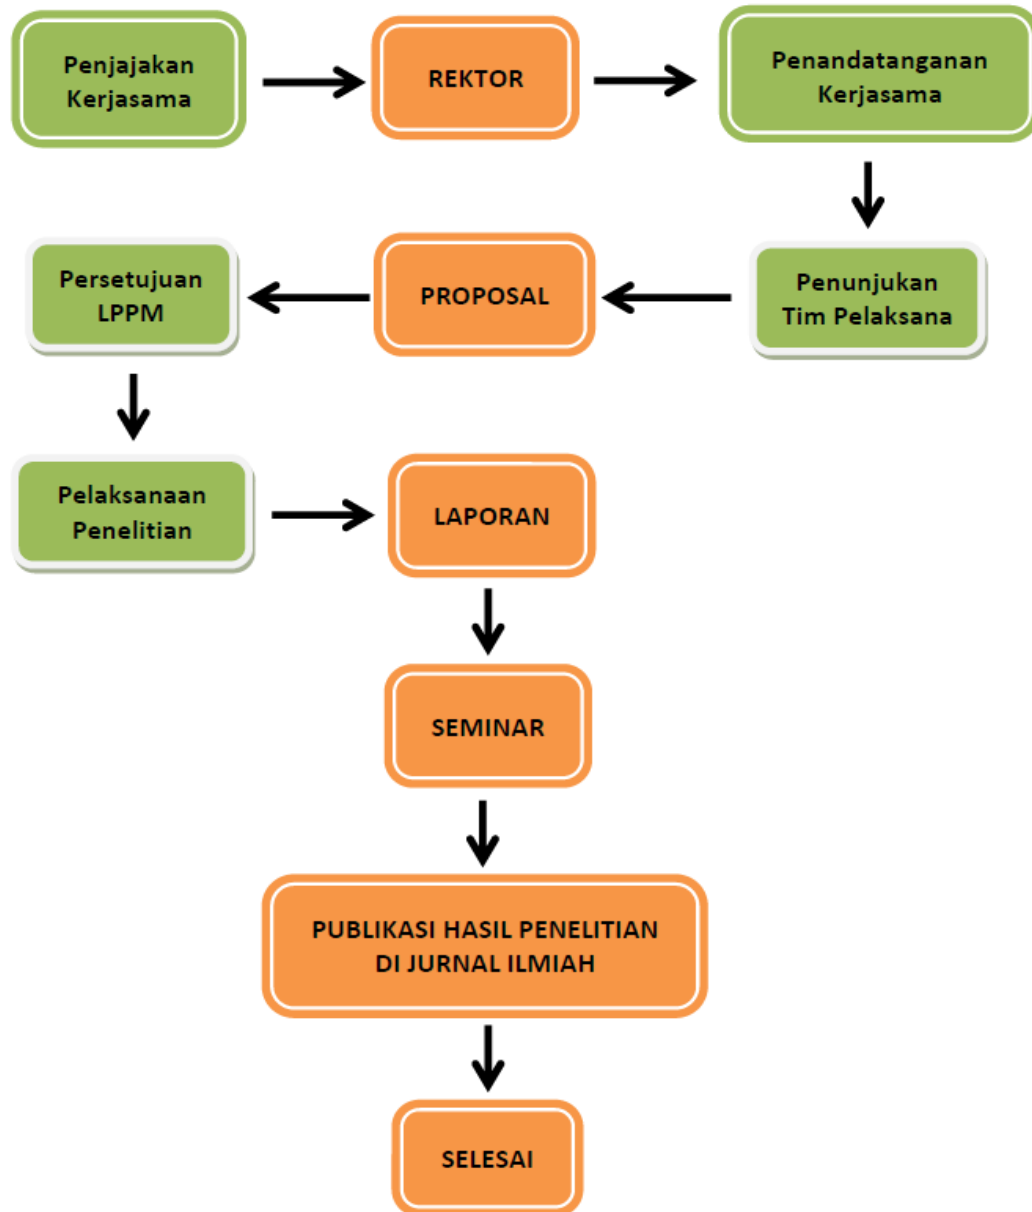 Penjajakan
Kerjasama
REKTOR
Penandatanganan
Kerjasama
Penunjukan
Tim Pelaksana
PROPOSAL
Persetujuan
LPPM
Pelaksanaan
Penelitian
LAPORAN
SEMINAR
PUBLIKASI HASIL PENELITIAN
DI JURNAL ILMIAH
SELESAI